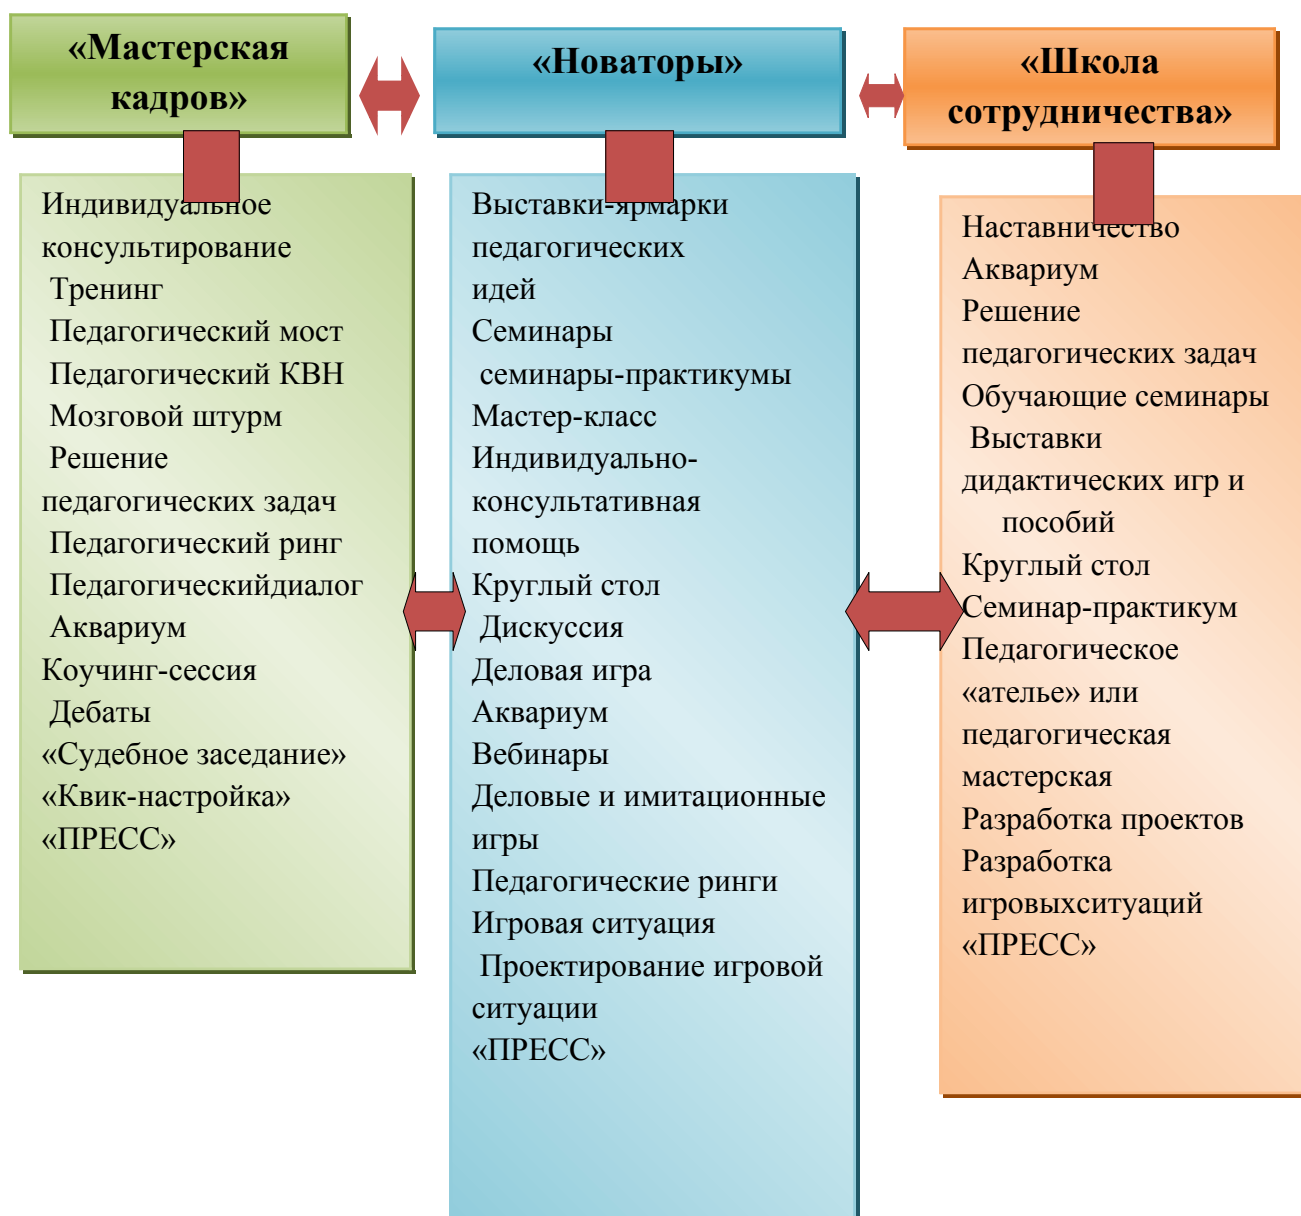 «Мастерская
кадров»
«Новаторы»
«Школа
сотрудничества»
Индивидуальное
консультирование
Тренинг
Педагогический мост
Педагогический КВН
Мозговой штурм
Решение
педагогических задач
Педагогический ринг
Педагогическийдиалог
Аквариум
Коучинг-сессия
Дебаты
«Судебное заседание»
«Квик-настройка»
«ПРЕСС»
Выставки-ярмарки
педагогических
идей
Семинары
семинары-практикумы
Мастер-класс
Индивидуально-
консультативная
помощь
Круглый стол
Дискуссия
Деловая игра
Аквариум
Вебинары
Деловые и имитационные
игры
Педагогические ринги
Игровая ситуация
Проектирование игровой
ситуации
«ПРЕСС»
Наставничество
Аквариум
Решение
педагогических задач
Обучающие семинары
Выставки
дидактических игр и
пособий
Круглый стол
Семинар-практикум
Педагогическое
«ателье» или
педагогическая
мастерская
Разработка проектов
Разработка
игровыхситуаций
«ПРЕСС»